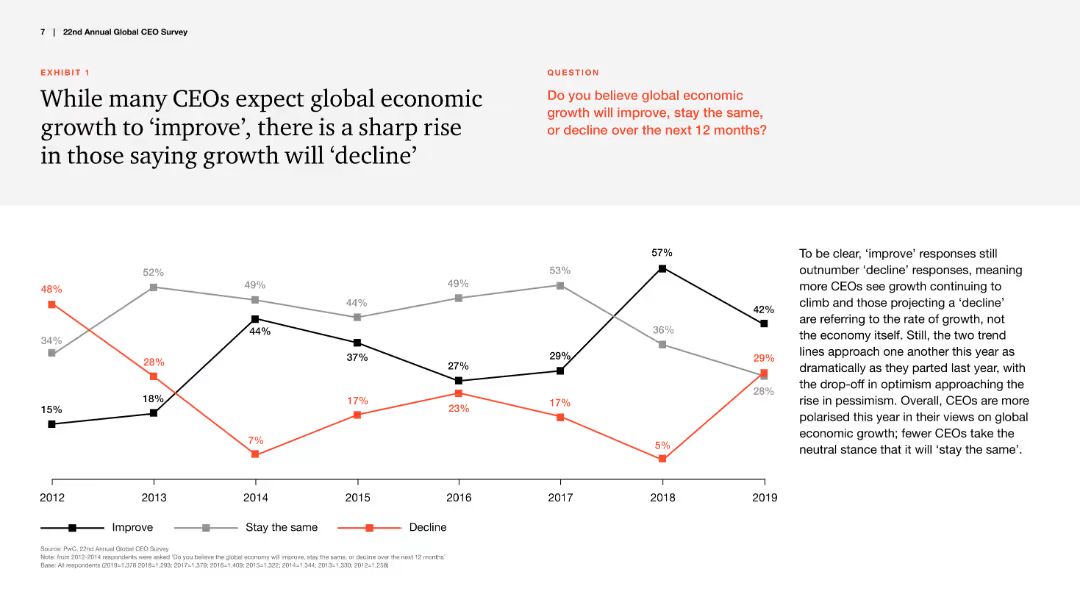 7 | 22nd Annual Global CEO Survey
EXHIBIT 1
While many CEOs expect global economic
growth to ‘improve’, there is a sharp rise
in those saying growth will ‘decline’
QUESTION
Do you believe global economic
growth will improve, stay the same,
or decline over the next 12 months?
48%
34%
15%
52%
28%
18%
49%
44%
7%
44%
37%
17%
49%
27%
23%
53%
29%
17%
57%
36%
5%
42%
29%
28%
2012 2013 2014 2015 2016 2017 2018 2019
Improve Stay the same Decline
To be clear, ‘improve’ responses still
outnumber ‘decline’ responses, meaning
more CEOs see growth continuing to
climb and those projecting a ‘decline’
are referring to the rate of growth, not
the economy itself. Still, the two trend
lines approach one another this year as
dramatically as they parted last year, with
the drop-off in optimism approaching the
rise in pessimism. Overall, CEOs are more
polarised this year in their views on global
economic growth; fewer CEOs take the
neutral stance that it will ‘stay the same’.
Source: PwC, 22nd Annual Global CEO Survey
Note: from 2012-2014 respondents were asked ‘Do you believe the global economy will improve, stay the same, or decline over the next 12 months’
Base: All respondents (2019=1,378 2018=1,293; 2017=1,379; 2016=1,409; 2015=1,322; 2014=1,344; 2013=1,330; 2012=1,258)